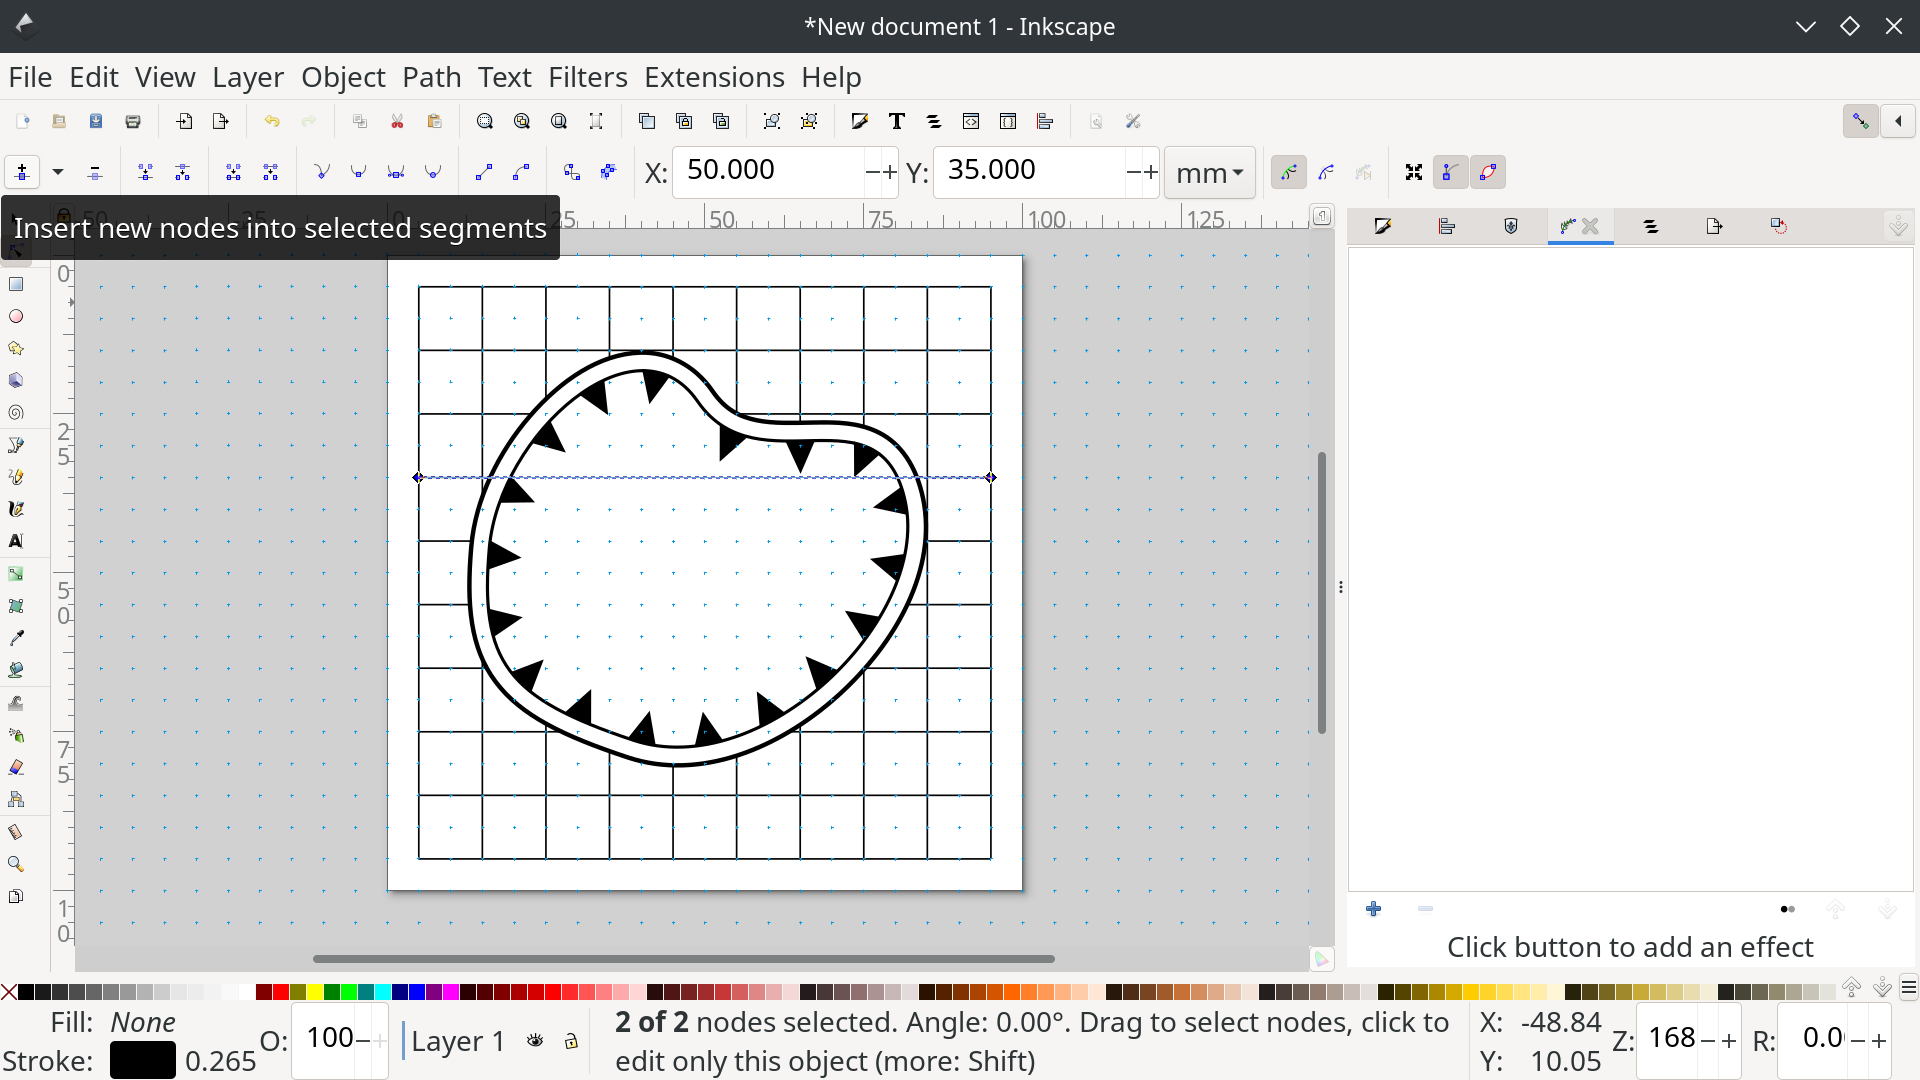 *New document 1 - Inkscape
File Edit View Layer Object Path Text Filters Extensions Help
X: 50.000 Y: 35.000 mm
Insert new nodes into selected segments
25 50 75 100 125
0
25
50
75
10
Click button to add an effect
Fill: None
Stroke: 0.265
O: 100
Layer 1
2 of 2 nodes selected. Angle: 0.00°. Drag to select nodes, click to
edit only this object (more: Shift)
X: -48.84
Y: 10.05
Z: 168
R: 0.0